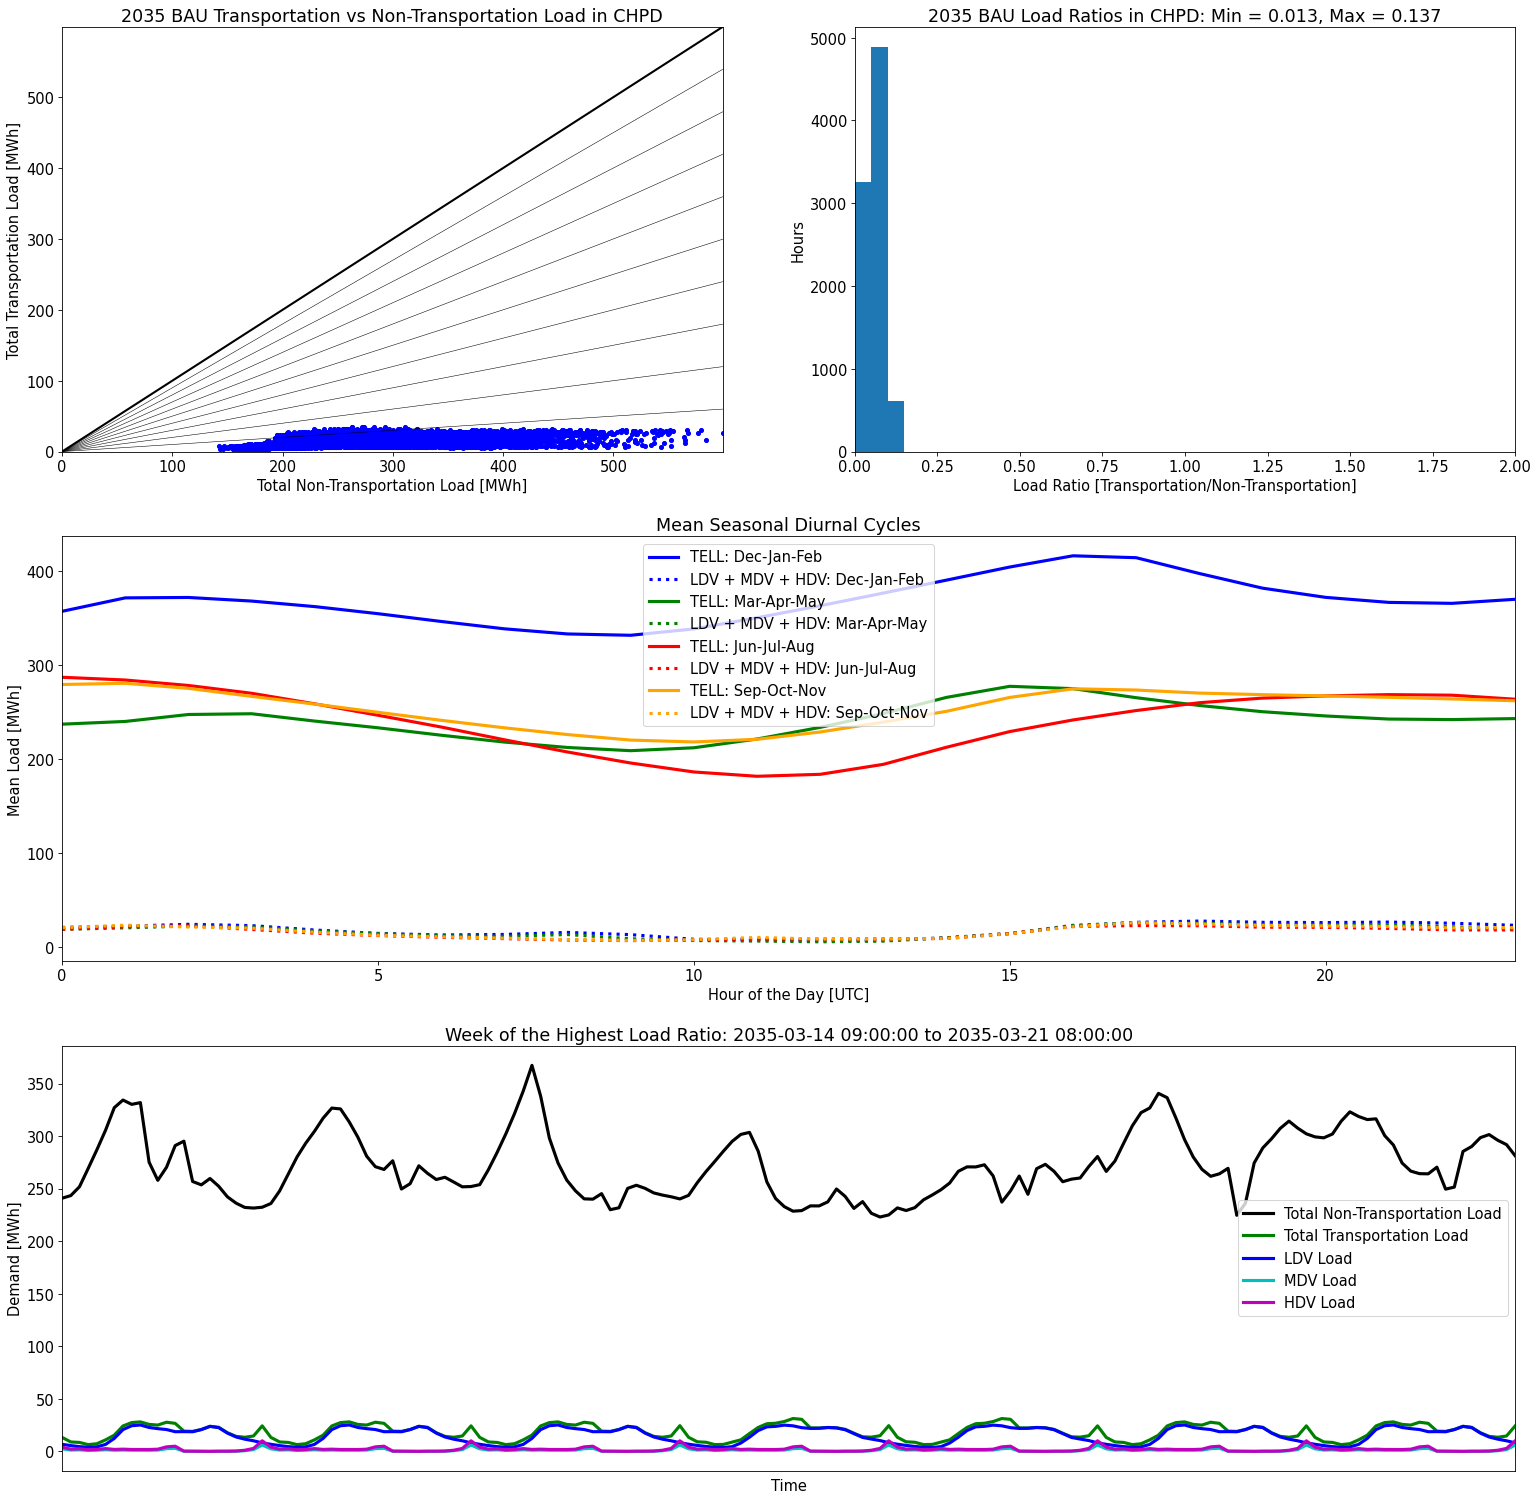 2035 BAU Transportation vs Non-Transportation Load in CHPD
Total Transportation Load [MWh]
500
400
300
200
100
0
0 100 200 300 400 500
Total Non-Transportation Load [MWh]
2035 BAU Load Ratios in CHPD: Min = 0.013, Max = 0.137
Hours
5000
4000
3000
2000
1000
0
0.00 0.25 0.50 0.75 1.00 1.25 1.50 1.75 2.00
Load Ratio [Transportation/Non-Transportation]
Mean Seasonal Diurnal Cycles
Mean Load [MWh]
400
300
200
100
0
TELL: Dec-Jan-Feb
LDV + MDV + HDV: Dec-Jan-Feb
TELL: Mar-Apr-May
LDV + MDV + HDV: Mar-Apr-May
TELL: Jun-Jul-Aug
LDV + MDV + HDV: Jun-Jul-Aug
TELL: Sep-Oct-Nov
LDV + MDV + HDV: Sep-Oct-Nov
0 5 10 15 20
Hour of the Day [UTC]
Week of the Highest Load Ratio: 2035-03-14 09:00:00 to 2035-03-21 08:00:00
Demand [MWh]
350
300
250
200
150
100
50
0
Total Non-Transportation Load
Total Transportation Load
LDV Load
MDV Load
HDV Load
Time